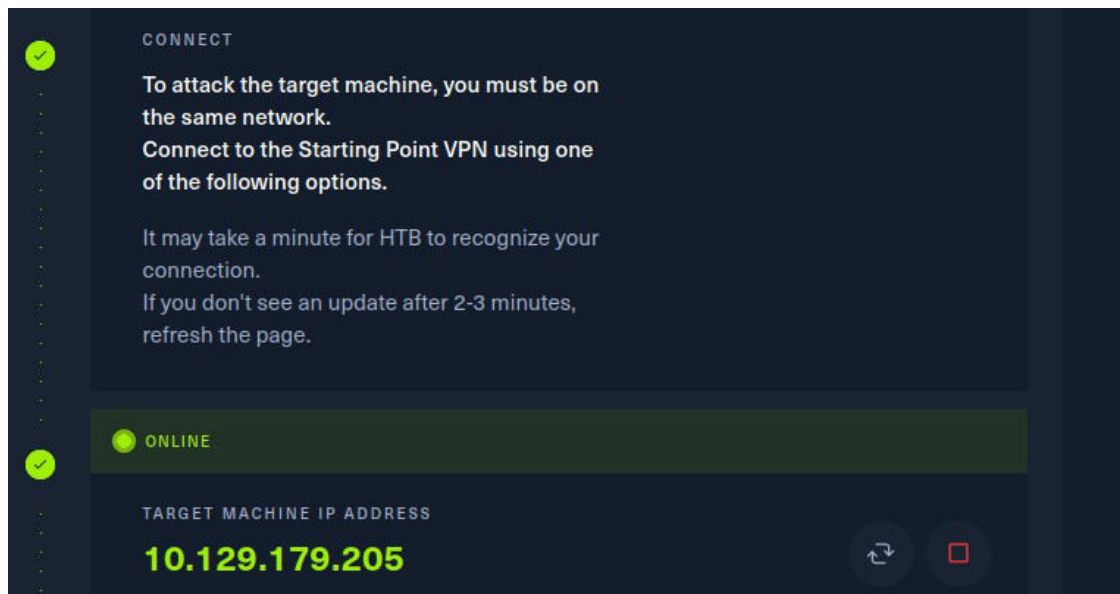 CONNECT
To attack the target machine, you must be on
the same network.
Connect to the Starting Point VPN using one
of the following options.
It may take a minute for HTB to recognize your
connection.
If you don't see an update after 2-3 minutes,
refresh the page.
ONLINE
TARGET MACHINE IP ADDRESS
10.129.179.205